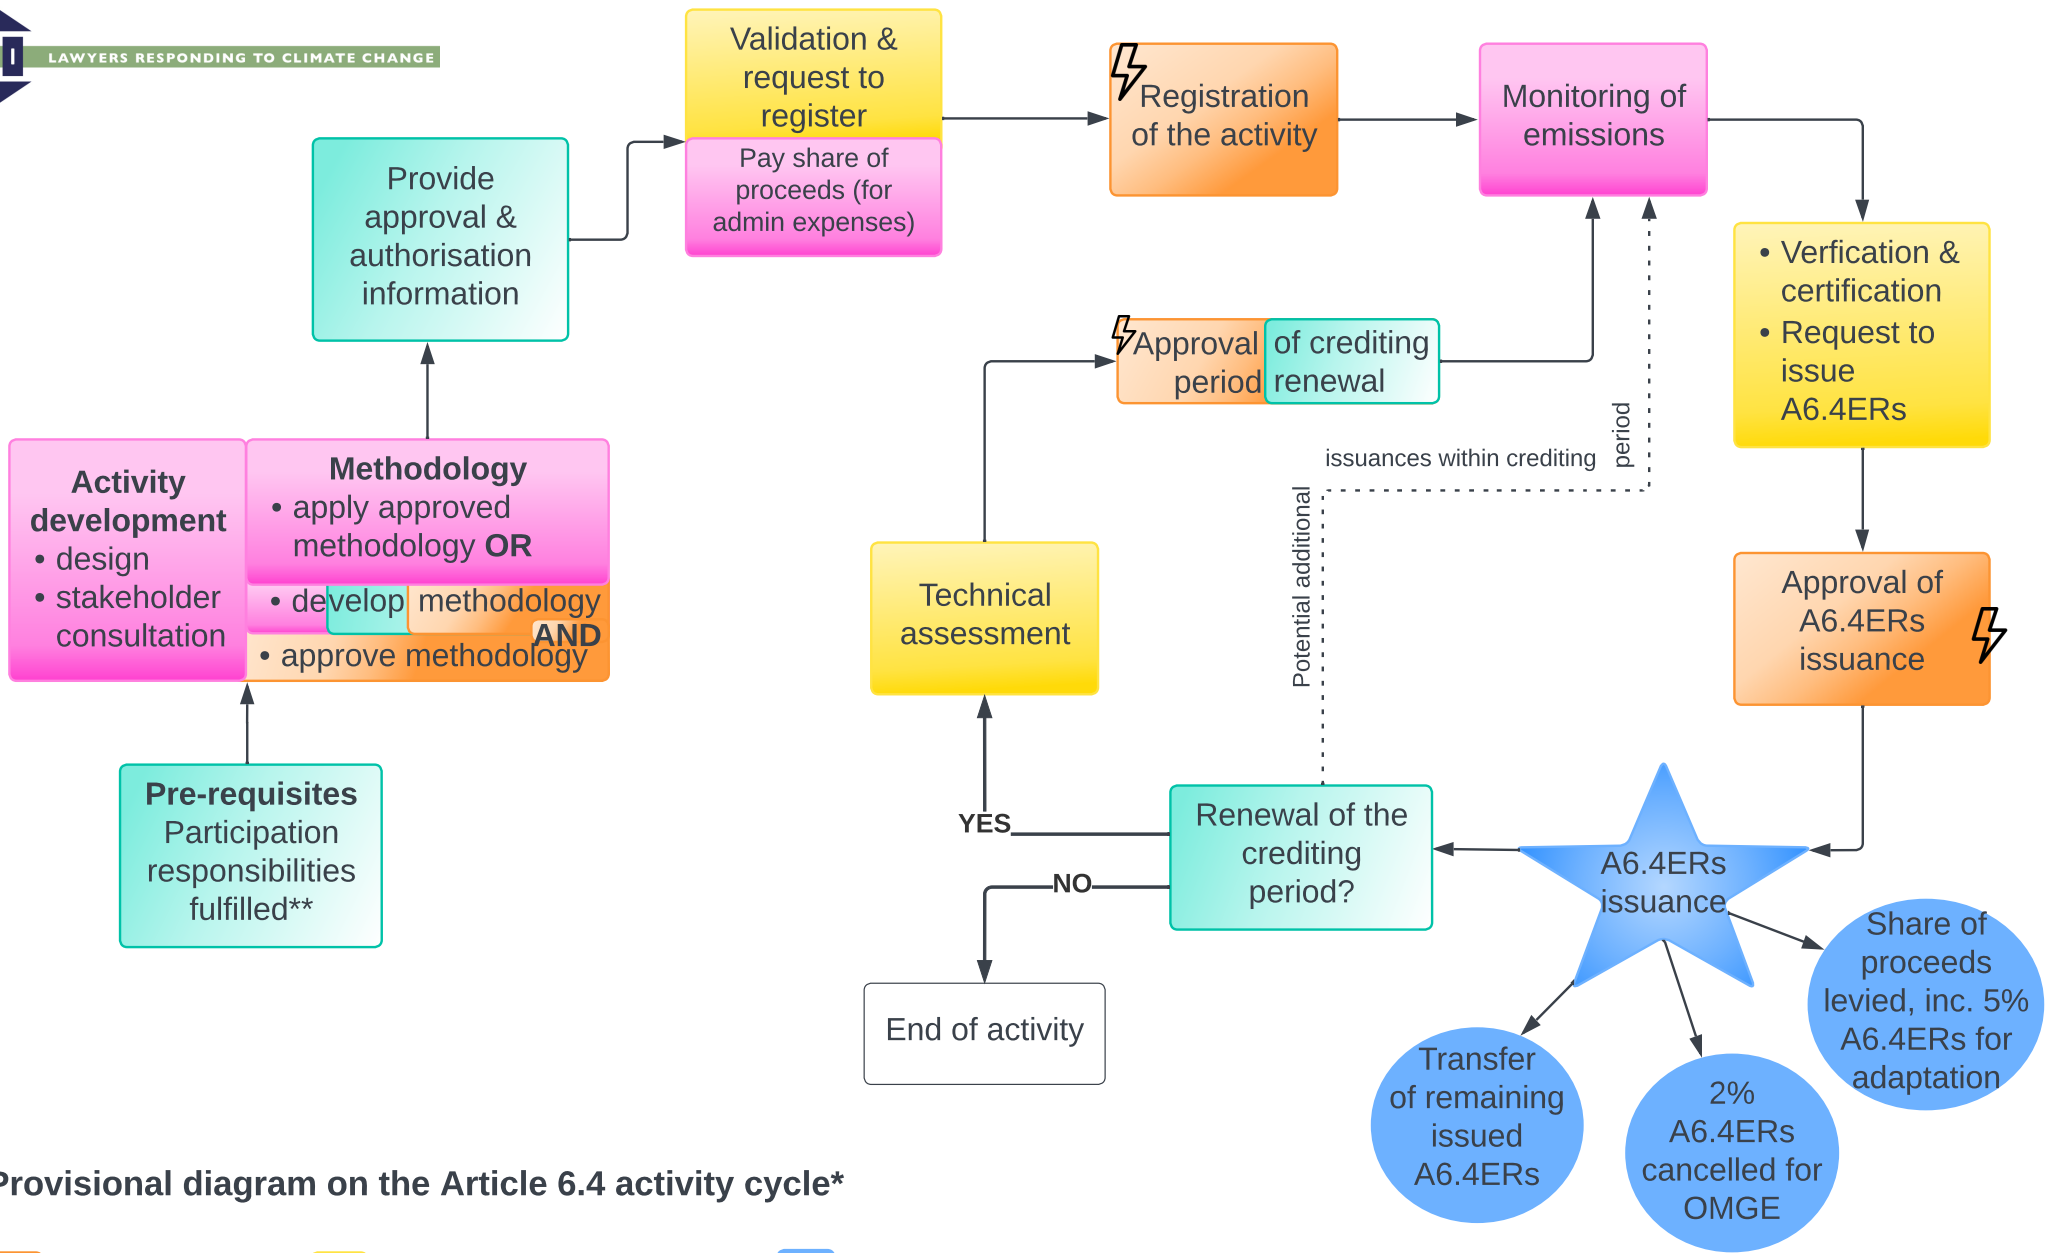 I
LAWYERS RESPONDING TO CLIMATE CHANGE
Validation &
request to
register
Pay share of
proceeds (for
admin expenses)
Registration
of the activity
Monitoring of
emissions
Provide
approval &
authorisation
information
• Verfication &
certification
• Request to
issue
A6.4ERs
Approval of crediting
period renewal
Activity
development
• design
• stakeholder
consultation
Methodology
• apply approved
methodology OR
• develop methodology
AND
• approve methodology
issuances within crediting
period
Potential additional
Technical
assessment
Approval of
A6.4ERs
issuance
Pre-requisites
Participation
responsibilities
fulfilled**
YES
NO
Renewal of the
crediting
period?
A6.4ERs
issuance
End of activity
Share of
proceeds
levied, inc. 5%
A6.4ERs for
adaptation
Transfer
of remaining
issued
A6.4ERs
2%
A6.4ERs
cancelled for
OMGE
Provisional diagram on the Article 6.4 activity cycle*